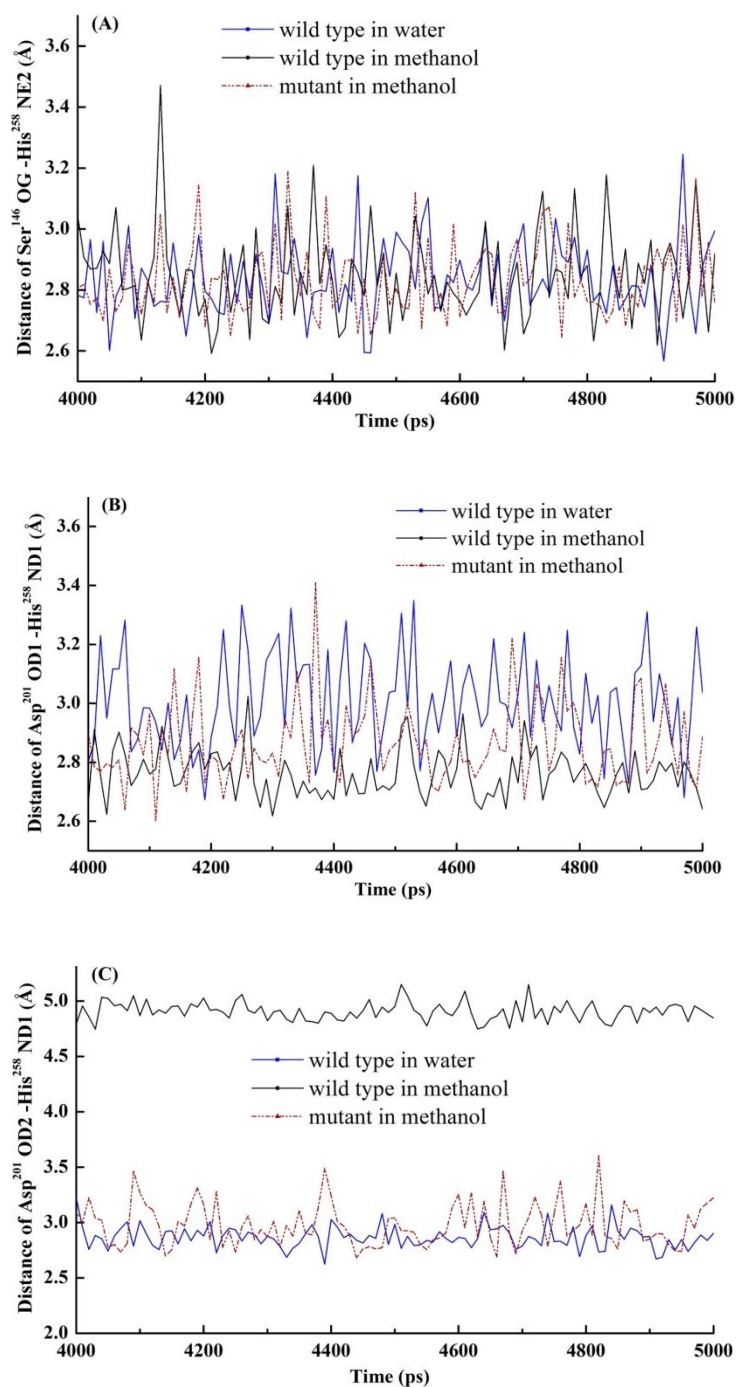 (A)
wild type in water
wild type in methanol
mutant in methanol
Distance of Ser¹⁴⁶ OG -His²⁵⁸ NE2 (Å)
3.6
3.4
3.2
3.0
2.8
2.6
4000 4200 4400 4600 4800 5000
Time (ps)
(B)
wild type in water
wild type in methanol
mutant in methanol
Distance of Asp²⁰¹ OD1 -His²⁵⁸ ND1 (Å)
3.6
3.4
3.2
3.0
2.8
2.6
4000 4200 4400 4600 4800 5000
Time (ps)
(C)
wild type in water
wild type in methanol
mutant in methanol
Distance of Asp²⁰¹ OD2 -His²⁵⁸ ND1 (Å)
5.0
4.5
4.0
3.5
3.0
2.5
2.0
4000 4200 4400 4600 4800 5000
Time (ps)